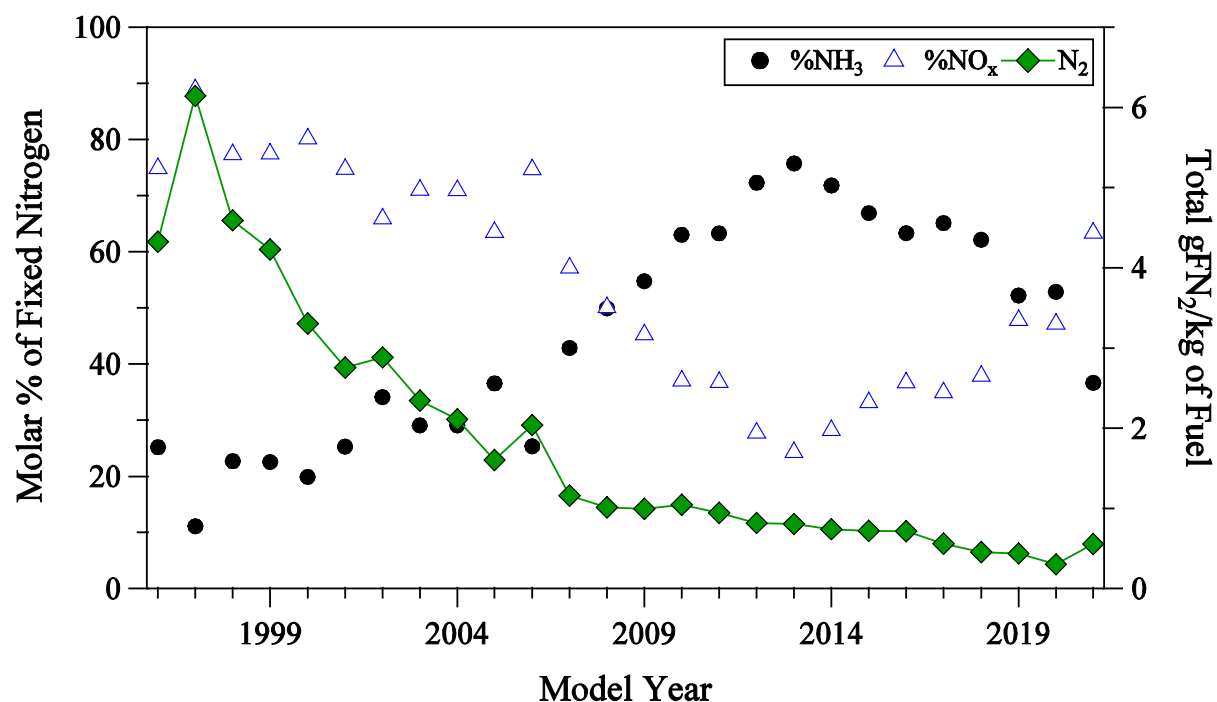 %NH₃ %NOₓ N₂
Molar % of Fixed Nitrogen
100
80
60
40
20
0
6
4
2
0
Total gFN₂/kg of Fuel
1999 2004 2009 2014 2019
Model Year